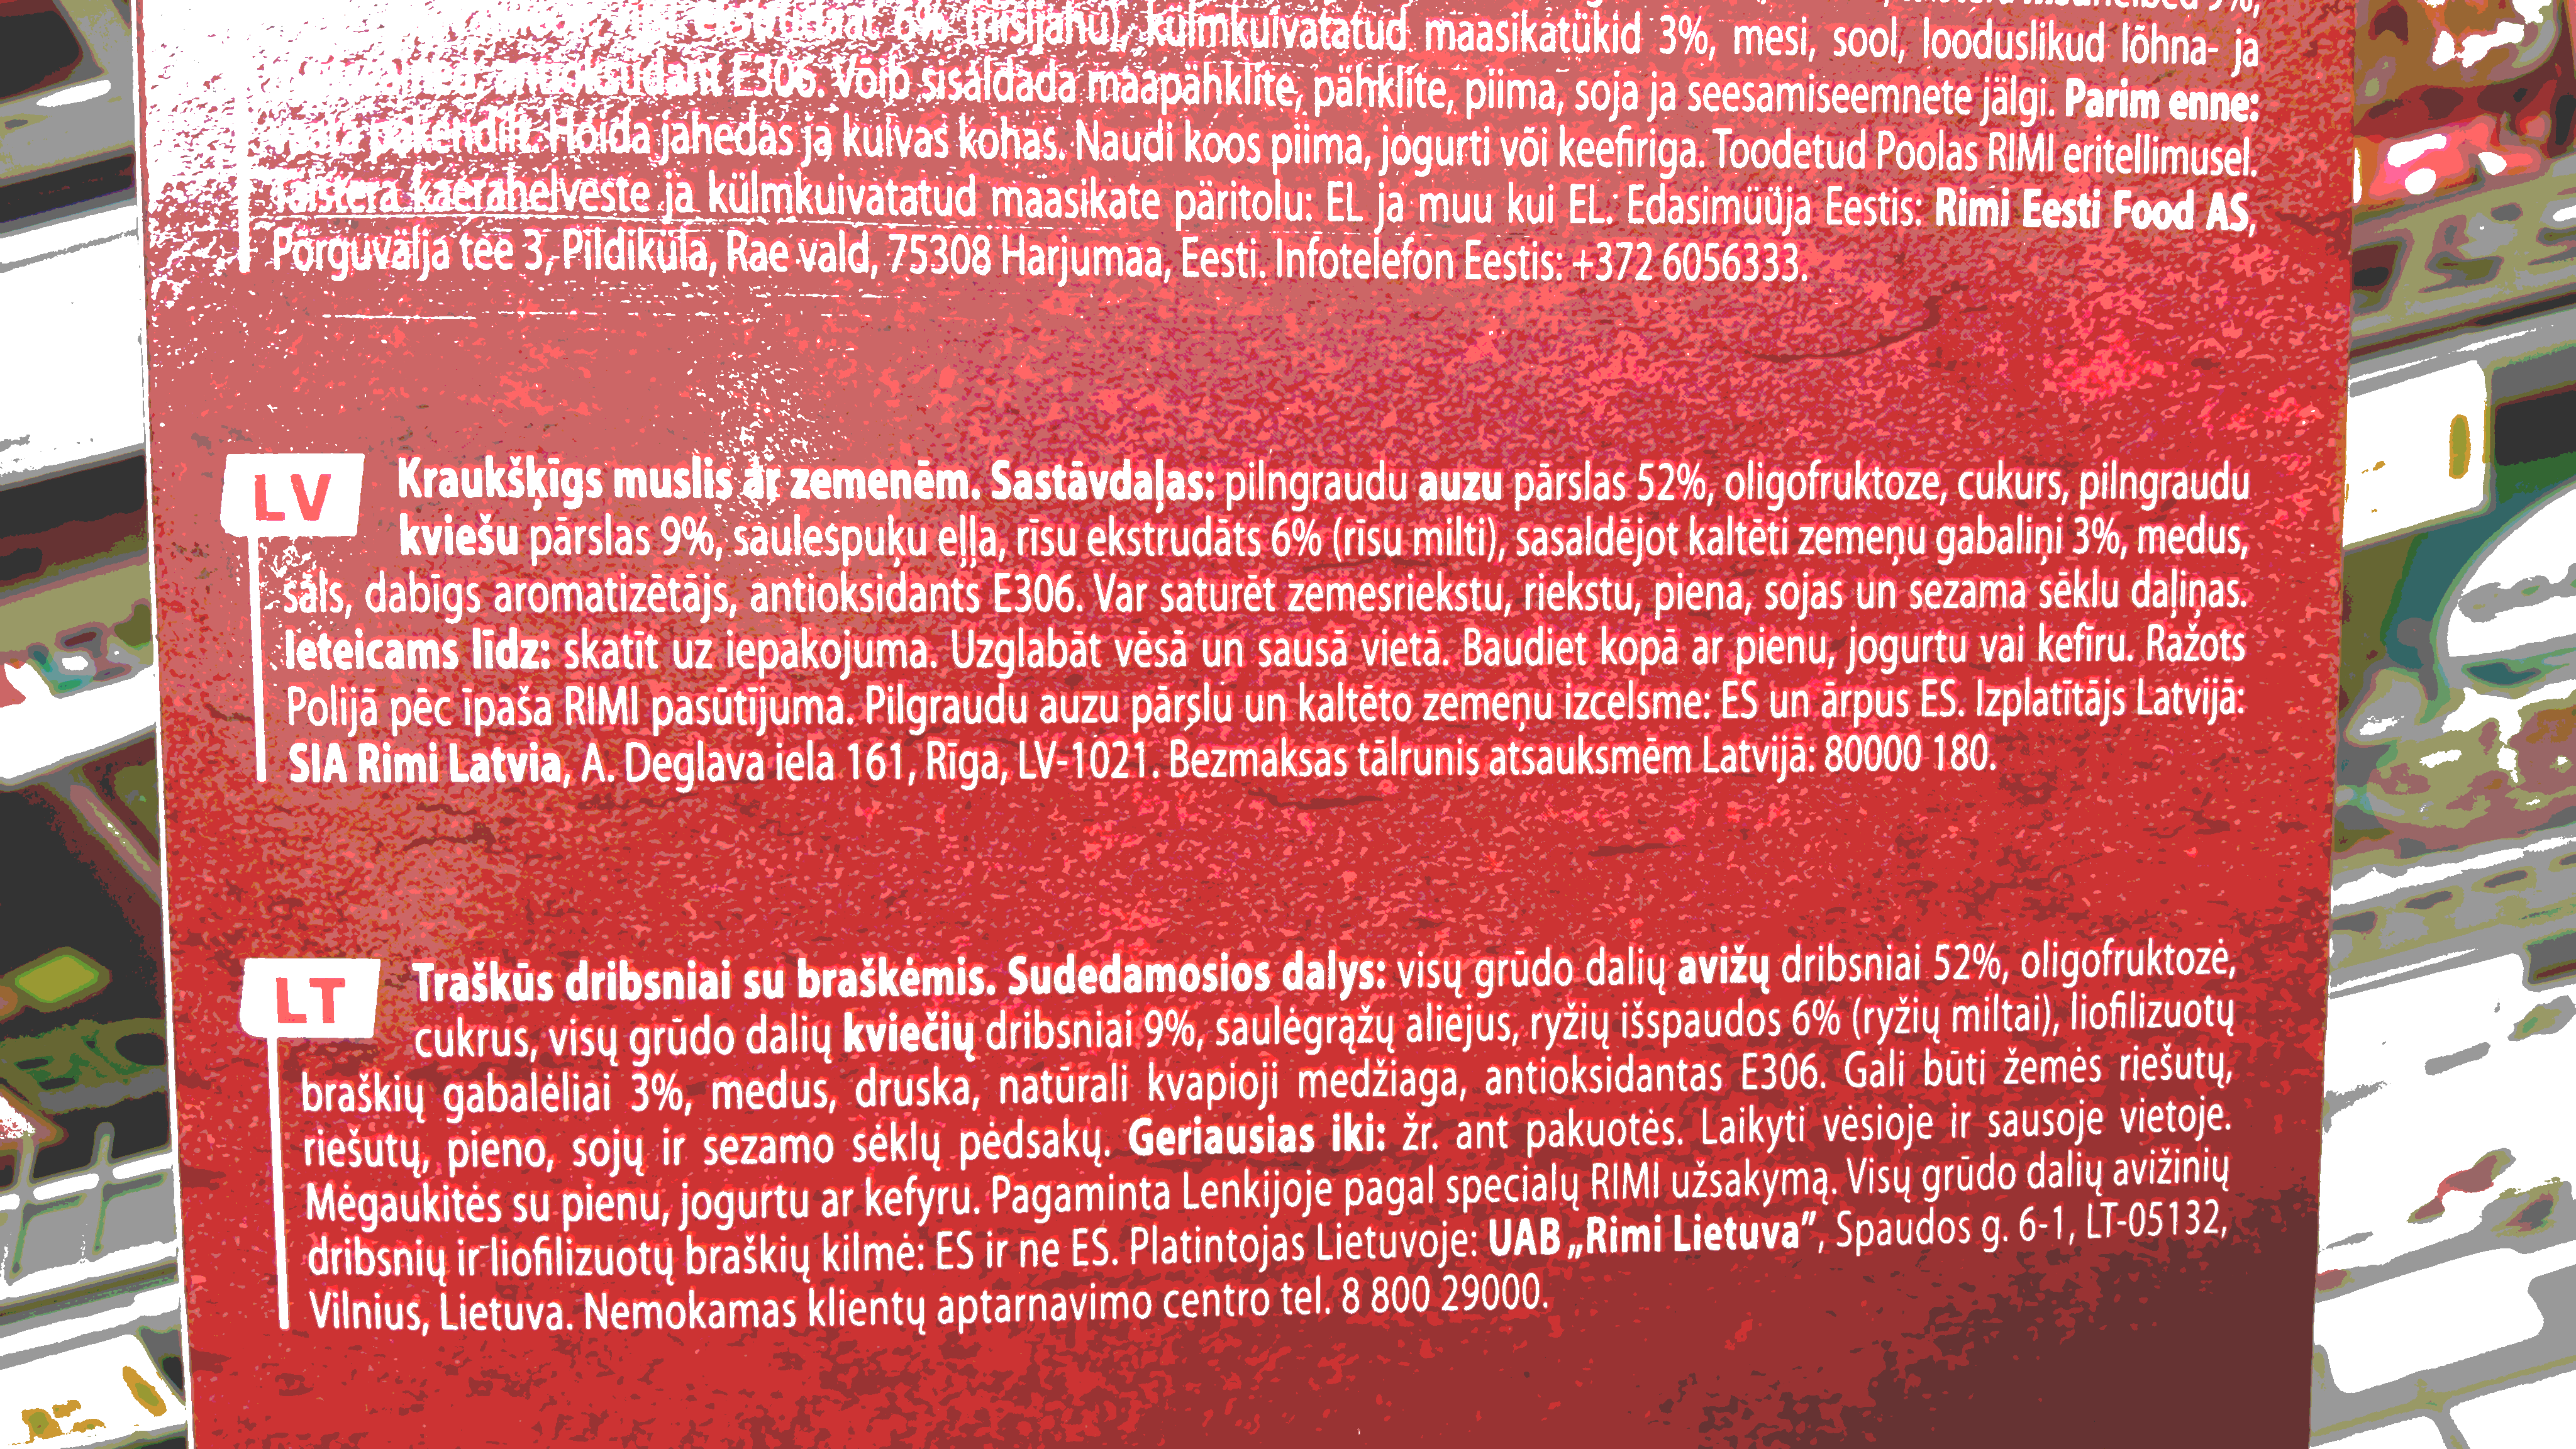 6% (riisijahu), külmkuivatatud maasikatükid 3%, mesi, sool, looduslikud lõhna- ja
antioksüdant E306. Võib sisaldada maapähklite, pähklite, piima, soja ja seesamiseemnete jälgi. Parim enne:
vaata pakendilt. Hoida jahedas ja kuivas kohas. Naudi koos piima, jogurti või keefiriga. Toodetud Poolas RIMI eritellimusel.
Täistera kaerahelveste ja külmkuivatatud maasikate päritolu: EL ja muu kui EL. Edasimüüja Eestis: Rimi Eesti Food AS,
Põrguvälja tee 3, Pildiküla, Rae vald, 75308 Harjumaa, Eesti. Infotelefon Eestis: +372 6056333.
LV
Kraukšķīgs muslis ar zemenēm. Sastāvdaļas: pilngraudu auzu pārslas 52%, oligofruktoze, cukurs, pilngraudu
kviešu pārslas 9%, saulespuķu eļļa, rīsu ekstrudāts 6% (rīsu milti), sasaldējot kaltēti zemeņu gabaliņi 3%, medus,
sāls, dabīgs aromatizētājs, antioksidants E306. Var saturēt zemesriekstu, riekstu, piena, sojas un sezama sēklu daļiņas.
Ieteicams līdz: skatīt uz iepakojuma. Uzglabāt vēsā un sausā vietā. Baudiet kopā ar pienu, jogurtu vai kefīru. Ražots
Polijā pēc īpaša RIMI pasūtījuma. Pilgraudu auzu pārslu un kaltēto zemeņu izcelsme: ES un ārpus ES. Izplatītājs Latvijā:
SIA Rimi Latvia, A. Deglava iela 161, Rīga, LV-1021. Bezmaksas tālrunis atsauksmēm Latvijā: 80000 180.
LT
Traškūs dribsniai su braškėmis. Sudedamosios dalys: visų grūdo dalių avižų dribsniai 52%, oligofruktozė,
cukrus, visų grūdo dalių kviečių dribsniai 9%, saulėgrąžų aliejus, ryžių išspaudos 6% (ryžių miltai), liofilizuotų
braškių gabalėliai 3%, medus, druska, natūrali kvapioji medžiaga, antioksidantas E306. Gali būti žemės riešutų,
riešutų, pieno, sojų ir sezamo sėklų pėdsakų. Geriausias iki: žr. ant pakuotės. Laikyti vėsioje ir sausoje vietoje.
Mėgaukitės su pienu, jogurtu ar kefyru. Pagaminta Lenkijoje pagal specialų RIMI užsakymą. Visų grūdo dalių avižinių
dribsnių ir liofilizuotų braškių kilmė: ES ir ne ES. Platintojas Lietuvoje: UAB „Rimi Lietuva”, Spaudos g. 6-1, LT-05132,
Vilnius, Lietuva. Nemokamas klientų aptarnavimo centro tel. 8 800 29000.